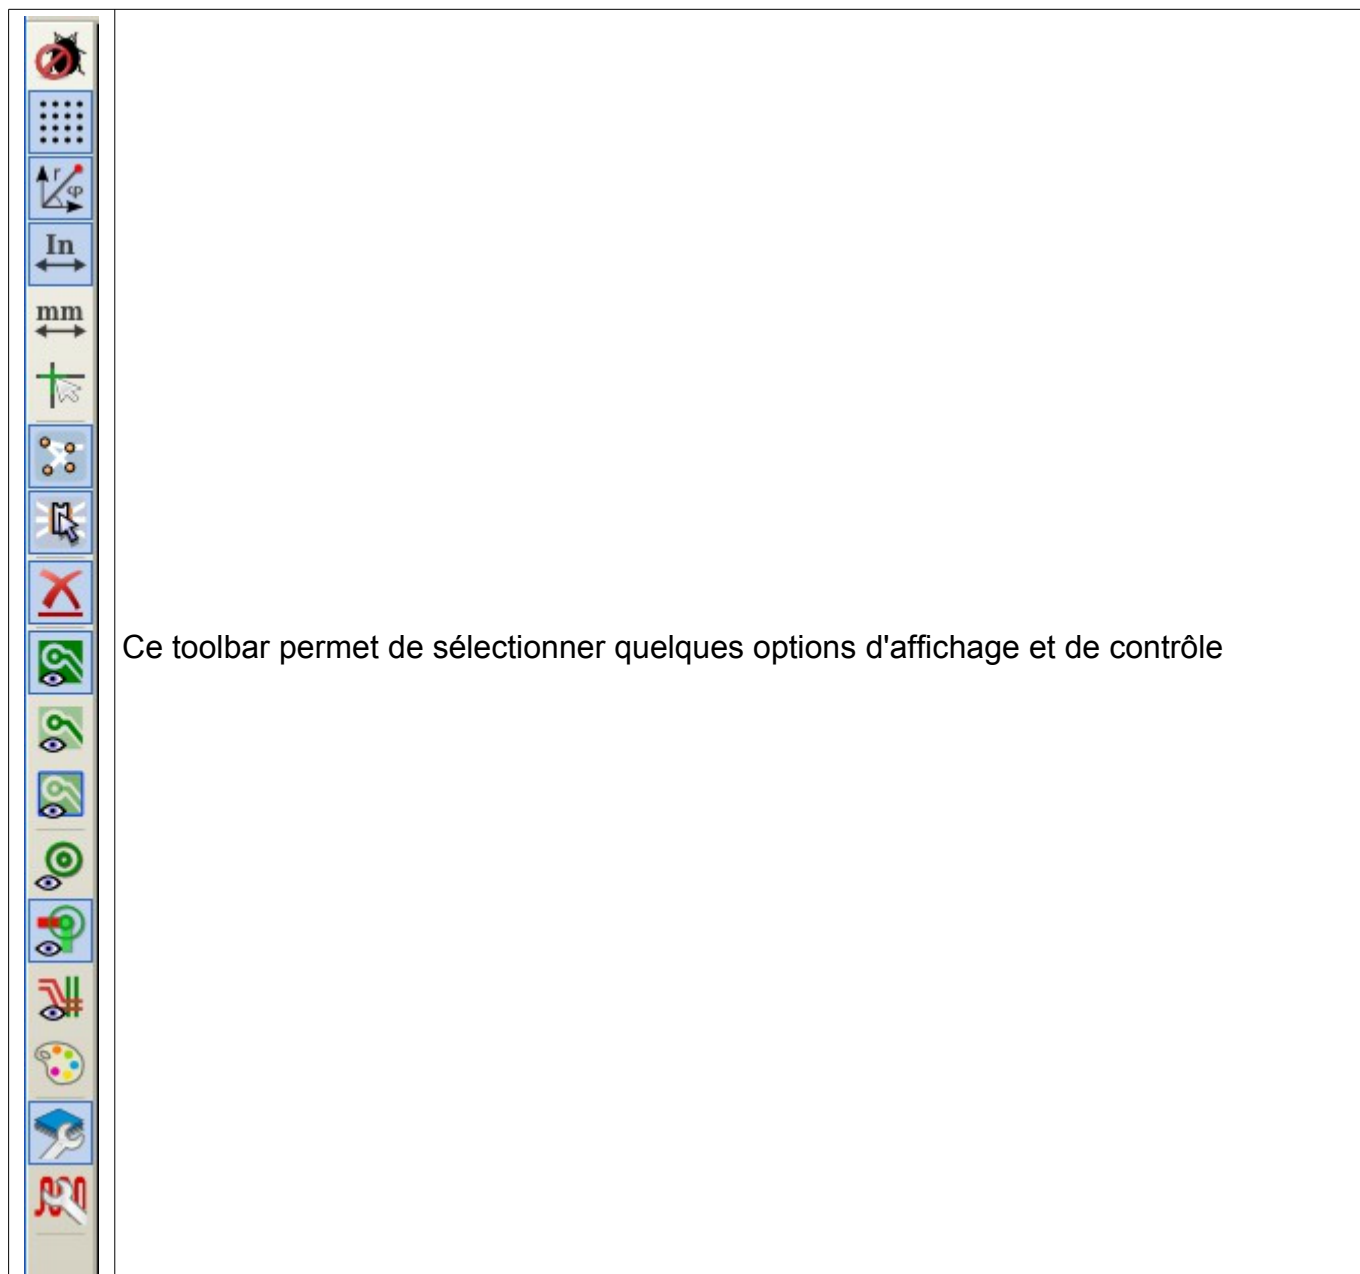 r
φ
In
mm
Ce toolbar permet de sélectionner quelques options d'affichage et de contrôle